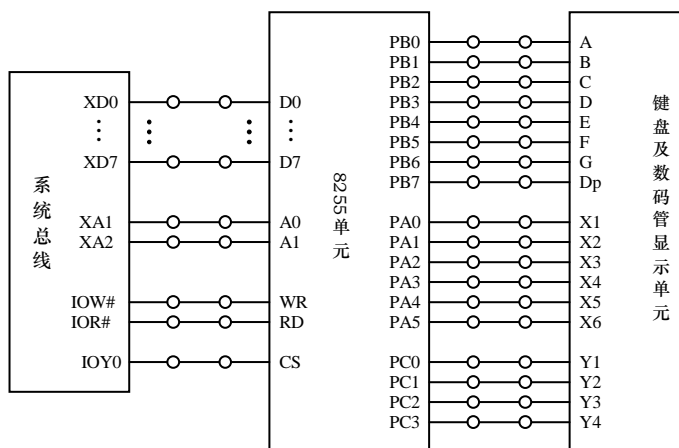 系统总线
XD0
XD7
XA1
XA2
IOW#
IOR#
IOY0
D0
D7
A0
A1
WR
RD
CS
8255单元
PB0
PB1
PB2
PB3
PB4
PB5
PB6
PB7
PA0
PA1
PA2
PA3
PA4
PA5
PC0
PC1
PC2
PC3
A
B
C
D
E
F
G
Dp
X1
X2
X3
X4
X5
X6
Y1
Y2
Y3
Y4
键盘及数码管显示单元